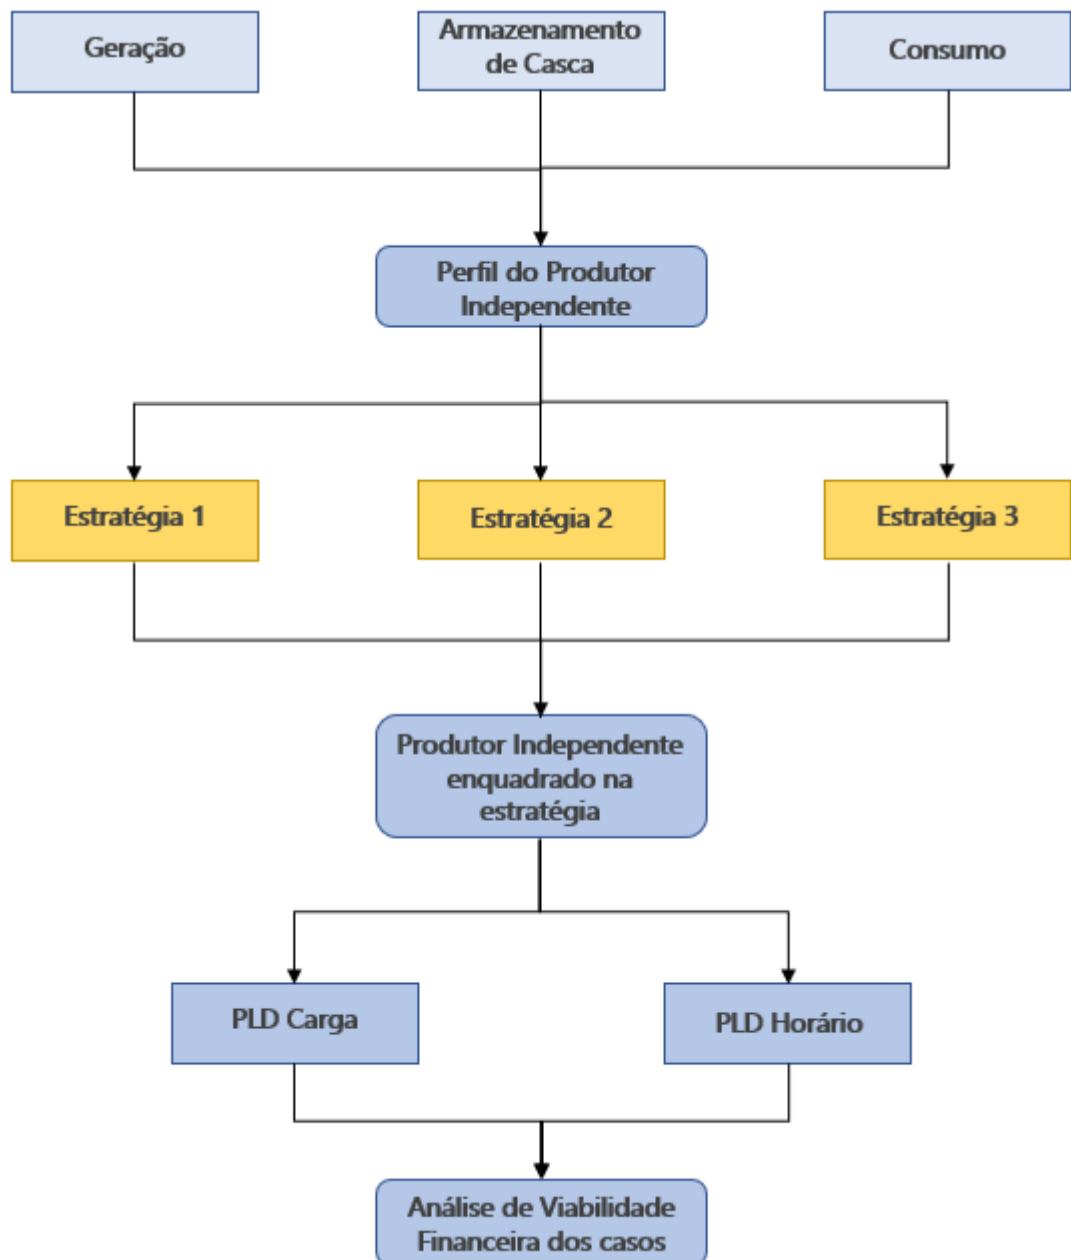 Geração
Armazenamento
de Casca
Consumo
Perfil do Produtor
Independente
Estratégia 1
Estratégia 2
Estratégia 3
Produtor Independente
enquadrado na
estratégia
PLD Carga
PLD Horário
Análise de Viabilidade
Financeira dos casos